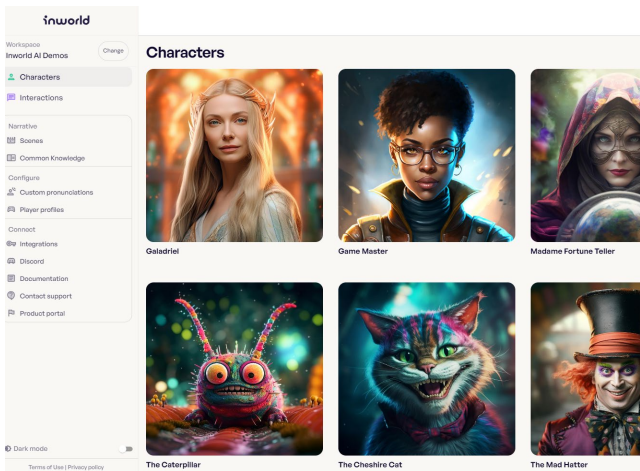 inworld
Workspace
Inworld AI Demos
Change
Characters
Interactions
Narrative
Scenes
Common Knowledge
Configure
Custom pronunciations
Player profiles
Connect
Integrations
Discord
Documentation
Contact support
Product portal
Dark mode
Terms of Use | Privacy policy
Characters
Galadriel
Game Master
Madame Fortune Teller
The Caterpillar
The Cheshire Cat
The Mad Hatter